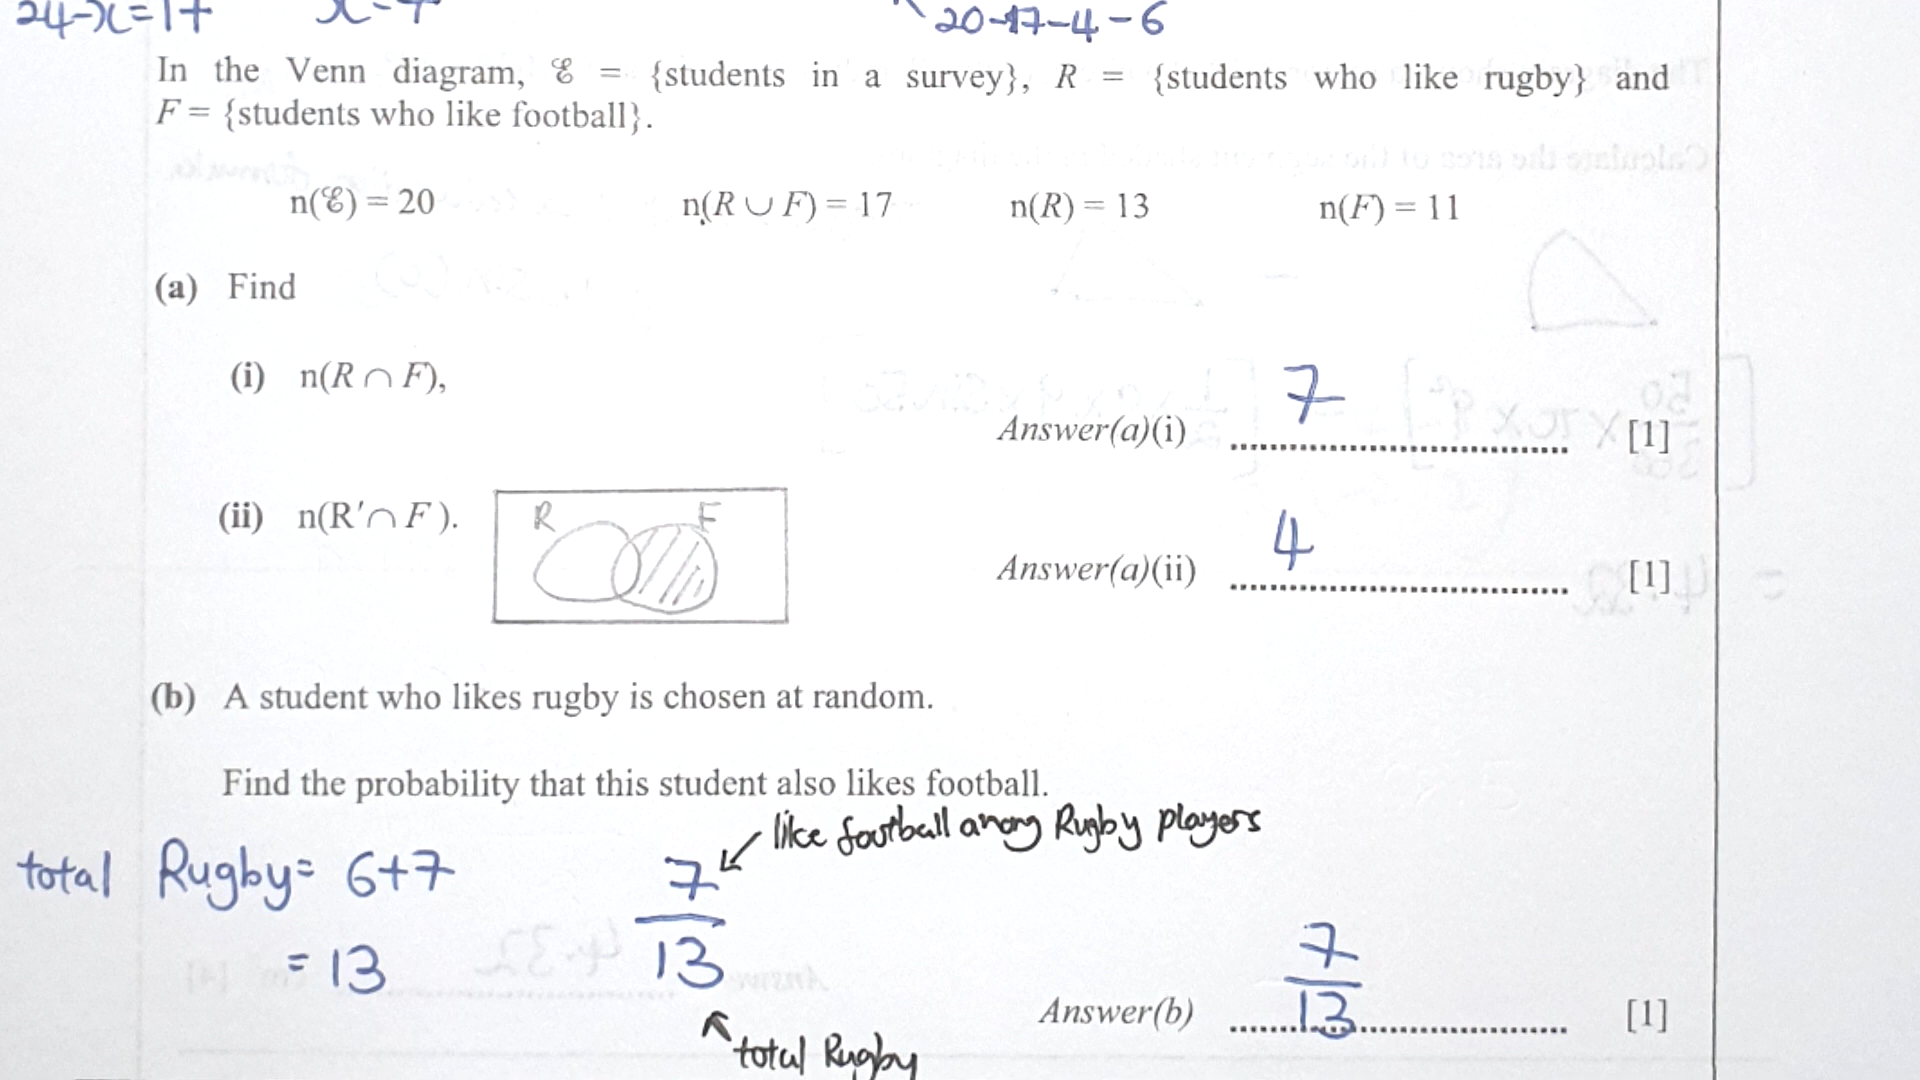 24-x=17 x=7 20-17-4-6
In the Venn diagram, ℰ = {students in a survey}, R = {students who like rugby} and
F = {students who like football}.
n(ℰ) = 20 n(R ∪ F) = 17 n(R) = 13 n(F) = 11
(a) Find
(i) n(R ∩ F),
7
Answer(a)(i) .......................................... [1]
(ii) n(R′∩ F ).
R F
4
Answer(a)(ii) .......................................... [1]
(b) A student who likes rugby is chosen at random.
Find the probability that this student also likes football.
like football among Rugby players
total Rugby= 6+7
7
= 13
13
total Rugby
7
13
Answer(b) .......................................... [1]